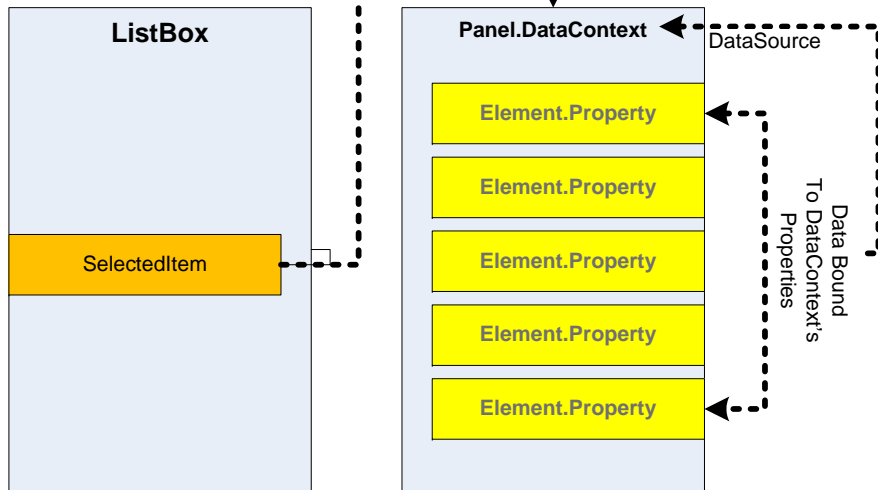 ListBox
SelectedItem
Panel.DataContext
DataSource
Element.Property
Element.Property
Element.Property
Element.Property
Element.Property
Data Bound
To DataContext's
Properties